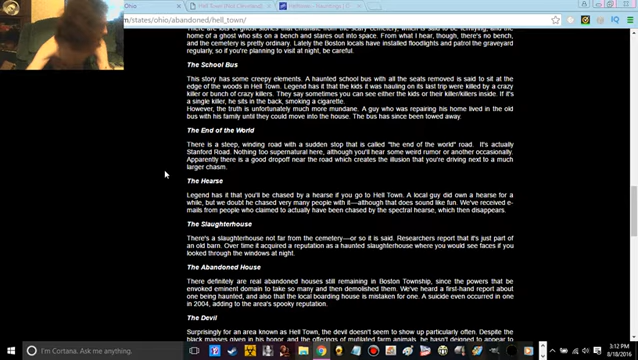 Ohio
Hell Town (Peninsula),
m/states/ohio/abandoned/hell_town/
home of a ghost who sits on a bench and stares out into space. From what I hear, though, there's no bench,
and the cemetery is pretty ordinary. Lately the Boston locals have installed floodlights and patrol the graveyard
regularly, so if you're planning to visit at night, be careful.
The School Bus
This story has some creepy elements. A haunted school bus with all the seats removed is said to sit at the
edge of the woods in Hell Town. Legend has it that the kids it was hauling on its last trip were killed by a crazy
killer or bunch of crazy killers. They say sometimes you can see either the kids or their killer/killers inside. If it's
a single killer, he sits in the back, smoking a cigarette.
However, the truth is unfortunately much more mundane. A guy who was repairing his home lived in the old
bus with his family until they could move into the house. The bus has since been towed away.
The End of the World
There is a steep, winding road with a sudden stop that is called "the end of the world" road. It's actually
Stanford Road. Nothing too supernatural here, although you'll hear some weird rumor or another occasionally.
Apparently there is a good dropoff near the road which creates the illusion that you're driving next to a much
larger chasm.
The Hearse
Legend has it that you'll be chased by a hearse if you go to Hell Town. A local guy did own a hearse for a
while, but we doubt he chased very many people with it—although that does sound like fun. We've received e-
mails from people who claimed to actually have been chased by the spectral hearse, which then disappears.
The Slaughterhouse
There's a slaughterhouse not far from the cemetery—or so it is said. Researchers report that it's just part of
an old barn. Over time it acquired a reputation as a haunted slaughterhouse where you would see faces if you
looked through the windows at night.
The Abandoned House
There definitely are real abandoned houses still remaining in Boston Township, since the powers that be
envoked eminent domain to take so many and then demolished them. We've heard a first-hand report about
one being haunted, and also that the local boarding house is mistaken for one. A suicide even occurred in one
in 2004, adding to the area's spooky reputation.
The Devil
Surprisingly for an area known as Hell Town, the devil doesn't seem to show up particularly often. Despite the
black masses given in his honor, and the offerings of mutilated farm animals, he hasn't deigned to appear to
I'm Cortana. Ask me anything.
3:12 PM
8/18/2016